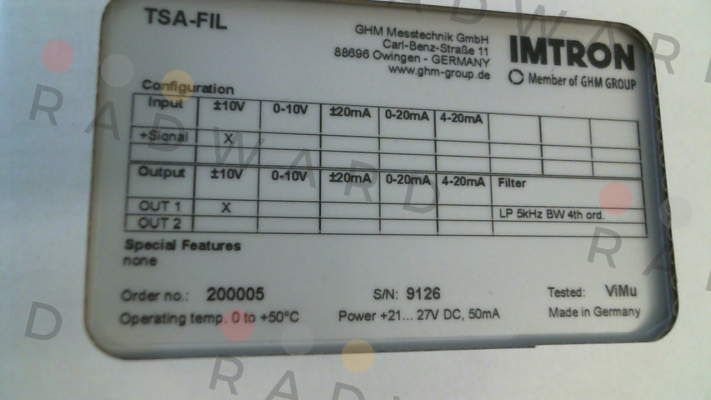 TSA-FIL
GHM Messtechnik GmbH
Carl-Benz-Straße 11
88696 Owingen - GERMANY
www.ghm-group.de
IMTRON
Member of GHM GROUP
Configuration
Input ±10V 0-10V ±20mA 0-20mA 4-20mA
+Signal X
Output ±10V 0-10V ±20mA 0-20mA 4-20mA Filter
OUT 1 X LP 5kHz BW 4th ord.
OUT 2
Special Features
none
Order no.: 200005 S/N: 9126 Tested: ViMu
Operating temp. 0 to +50°C Power +21... 27V DC, 50mA Made in Germany
RADWARD
RADWARD